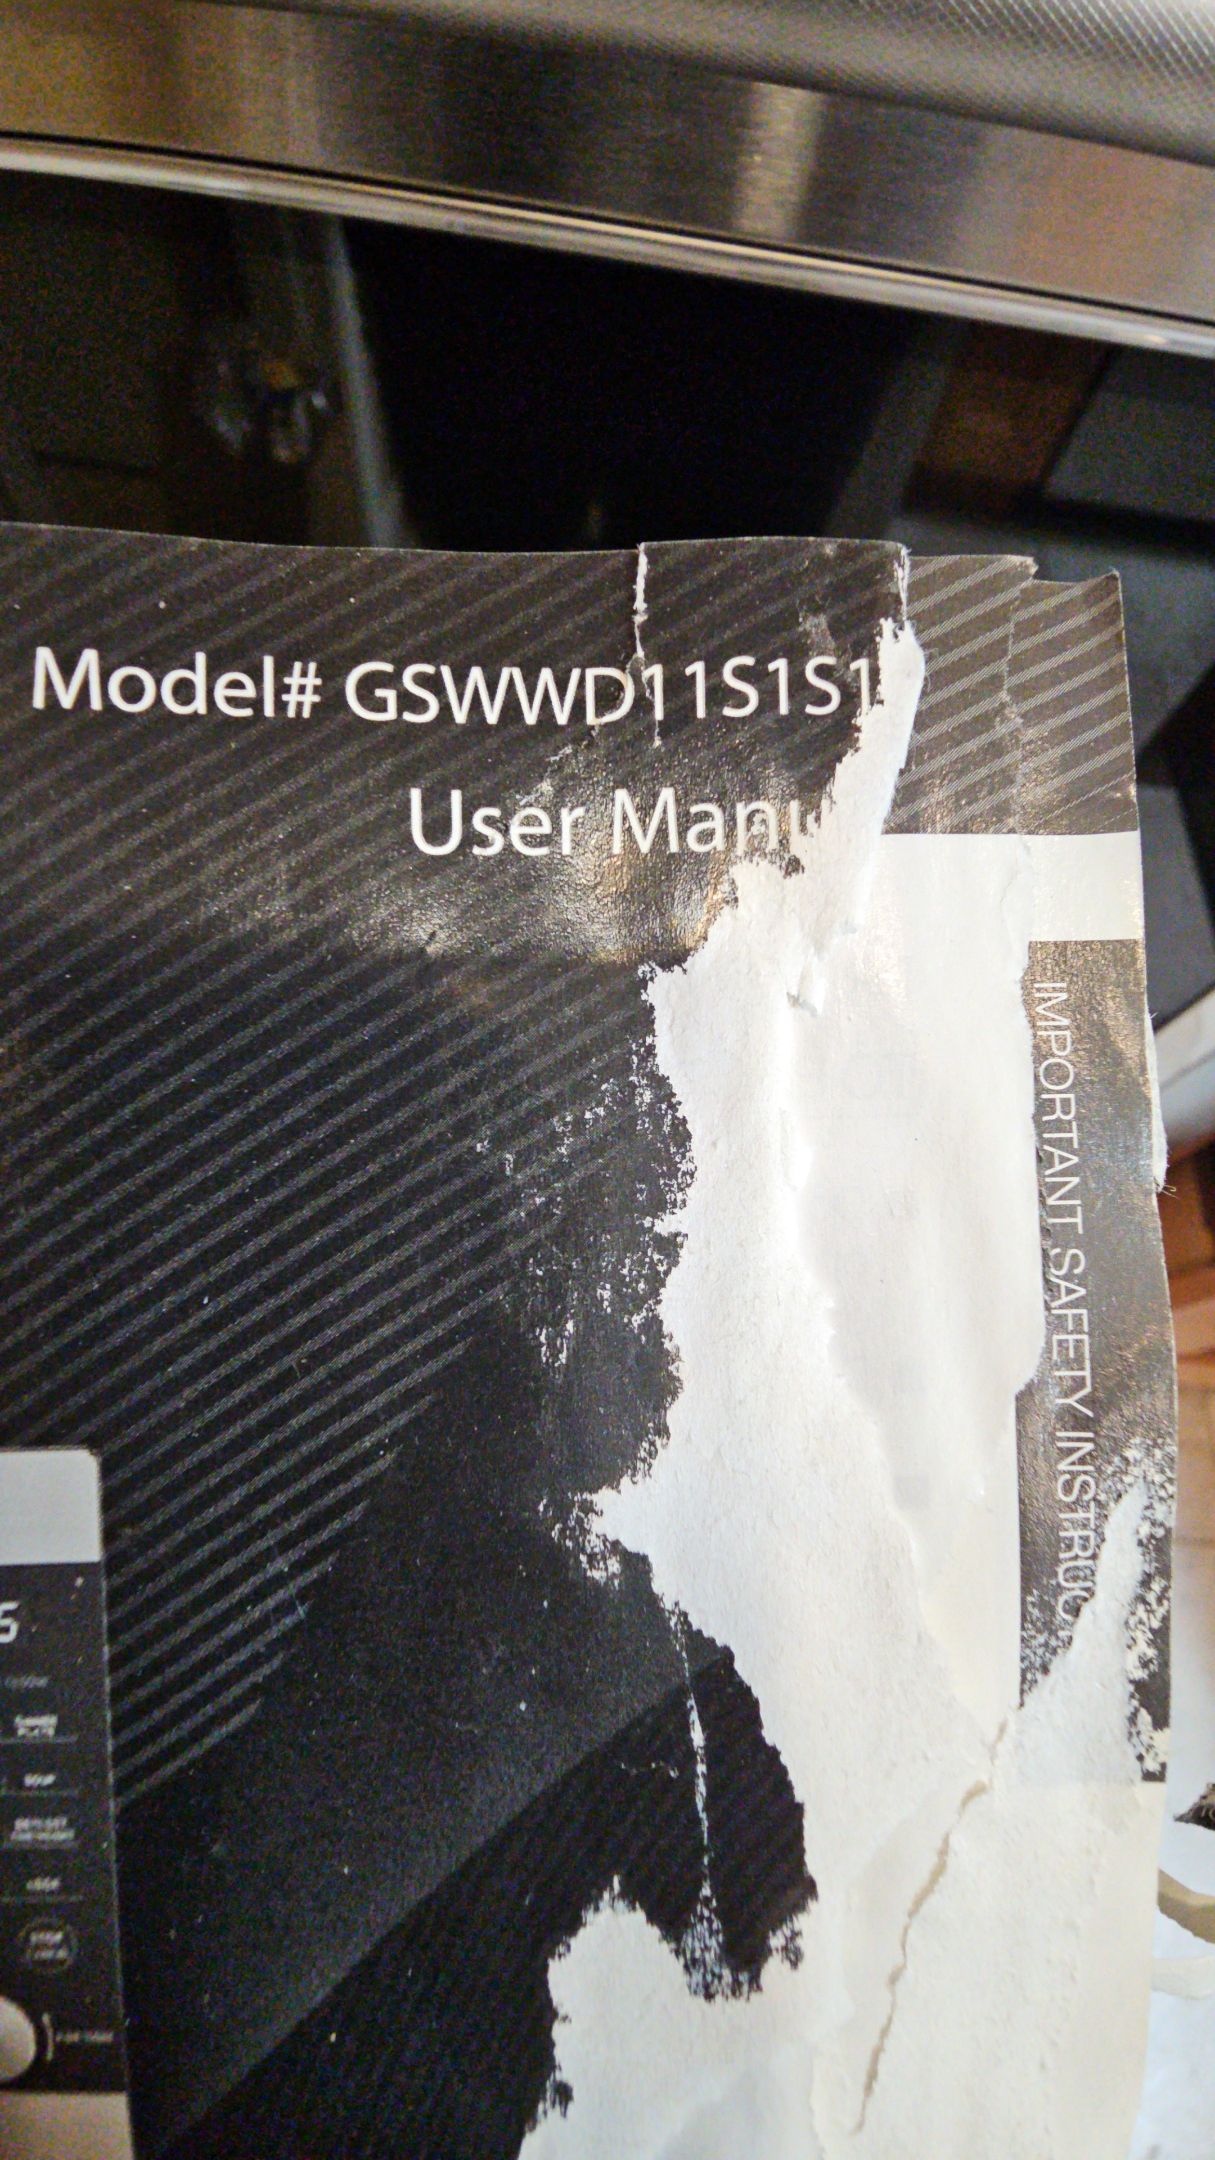 Model# GSWWD11S1S1
User Manu
IMPORTANT SAFETY INSTRUC